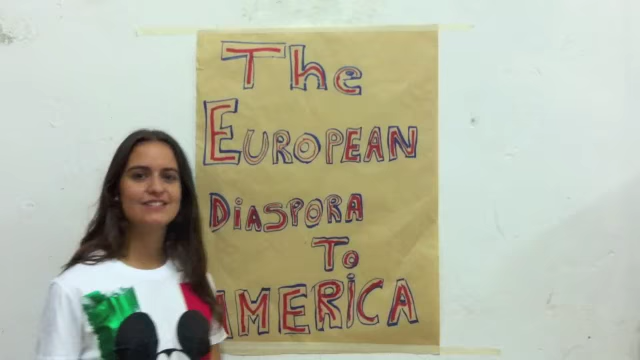 The
EUROPEAN
DIASPORA
To
AMERICA